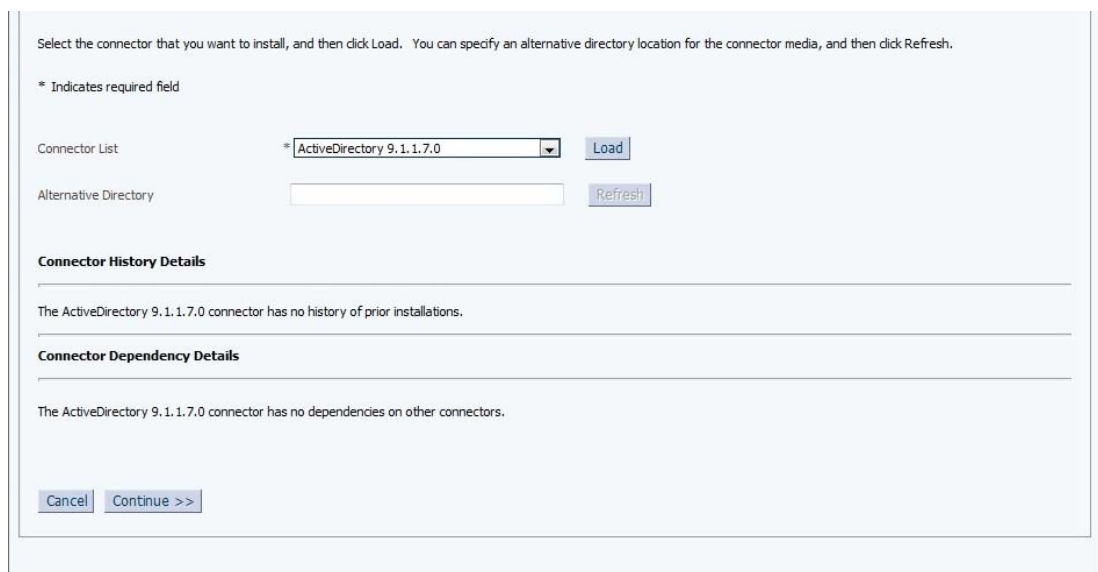 Select the connector that you want to install, and then click Load. You can specify an alternative directory location for the connector media, and then click Refresh.
* Indicates required field
Connector List * ActiveDirectory 9.1.1.7.0 Load
Alternative Directory Refresh
Connector History Details
The ActiveDirectory 9.1.1.7.0 connector has no history of prior installations.
Connector Dependency Details
The ActiveDirectory 9.1.1.7.0 connector has no dependencies on other connectors.
Cancel Continue >>